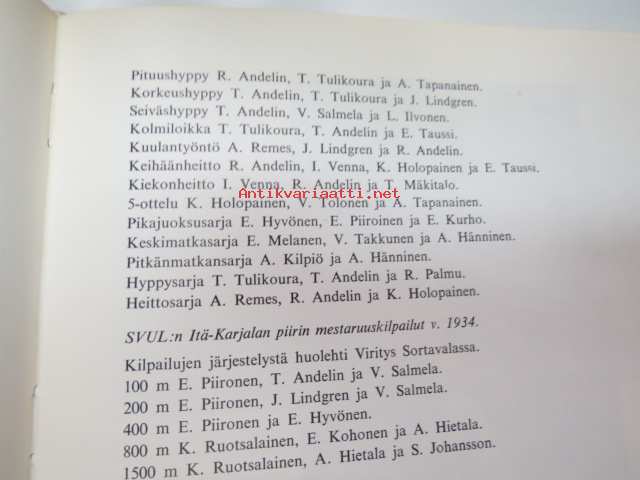 Pituushyppy R. Andelin, T. Tulikoura ja A. Tapanainen.
Korkeushyppy T. Andelin, T. Tulikoura ja J. Lindgren.
Seiväshyppy T. Andelin, V. Salmela ja L. Ilvonen.
Kolmiloikka T. Tulikoura, T. Andelin ja E. Taussi.
Kuulantyöntö A. Remes, J. Lindgren ja R. Andelin.
Keihäänheitto R. Andelin, I. Venna, K. Holopainen ja E. Taussi.
Kiekonheitto I. Venna, R. Andelin ja T. Mäkitalo.
Antikvariaatti.net
5-ottelu K. Holopainen, V. Tolonen ja A. Tapanainen.
Pikajuoksusarja E. Hyvönen, E. Piiroinen ja E. Kurho.
Keskimatkasarja E. Melanen, V. Takkunen ja A. Hänninen.
Pitkänmatkansarja A. Kilpiö ja A. Hänninen.
Hyppysarja T. Tulikoura, T. Andelin ja R. Palmu.
Heittosarja A. Remes, R. Andelin ja K. Holopainen.
SVUL:n Itä-Karjalan piirin mestaruuskilpailut v. 1934.
Kilpailujen järjestelystä huolehti Viritys Sortavalassa.
100 m E. Piironen, T. Andelin ja V. Salmela.
200 m E. Piironen, J. Lindgren ja V. Salmela.
400 m E. Piironen ja E. Hyvönen.
800 m K. Ruotsalainen, E. Kohonen ja A. Hietala.
1500 m K. Ruotsalainen, A. Hietala ja S. Johansson.